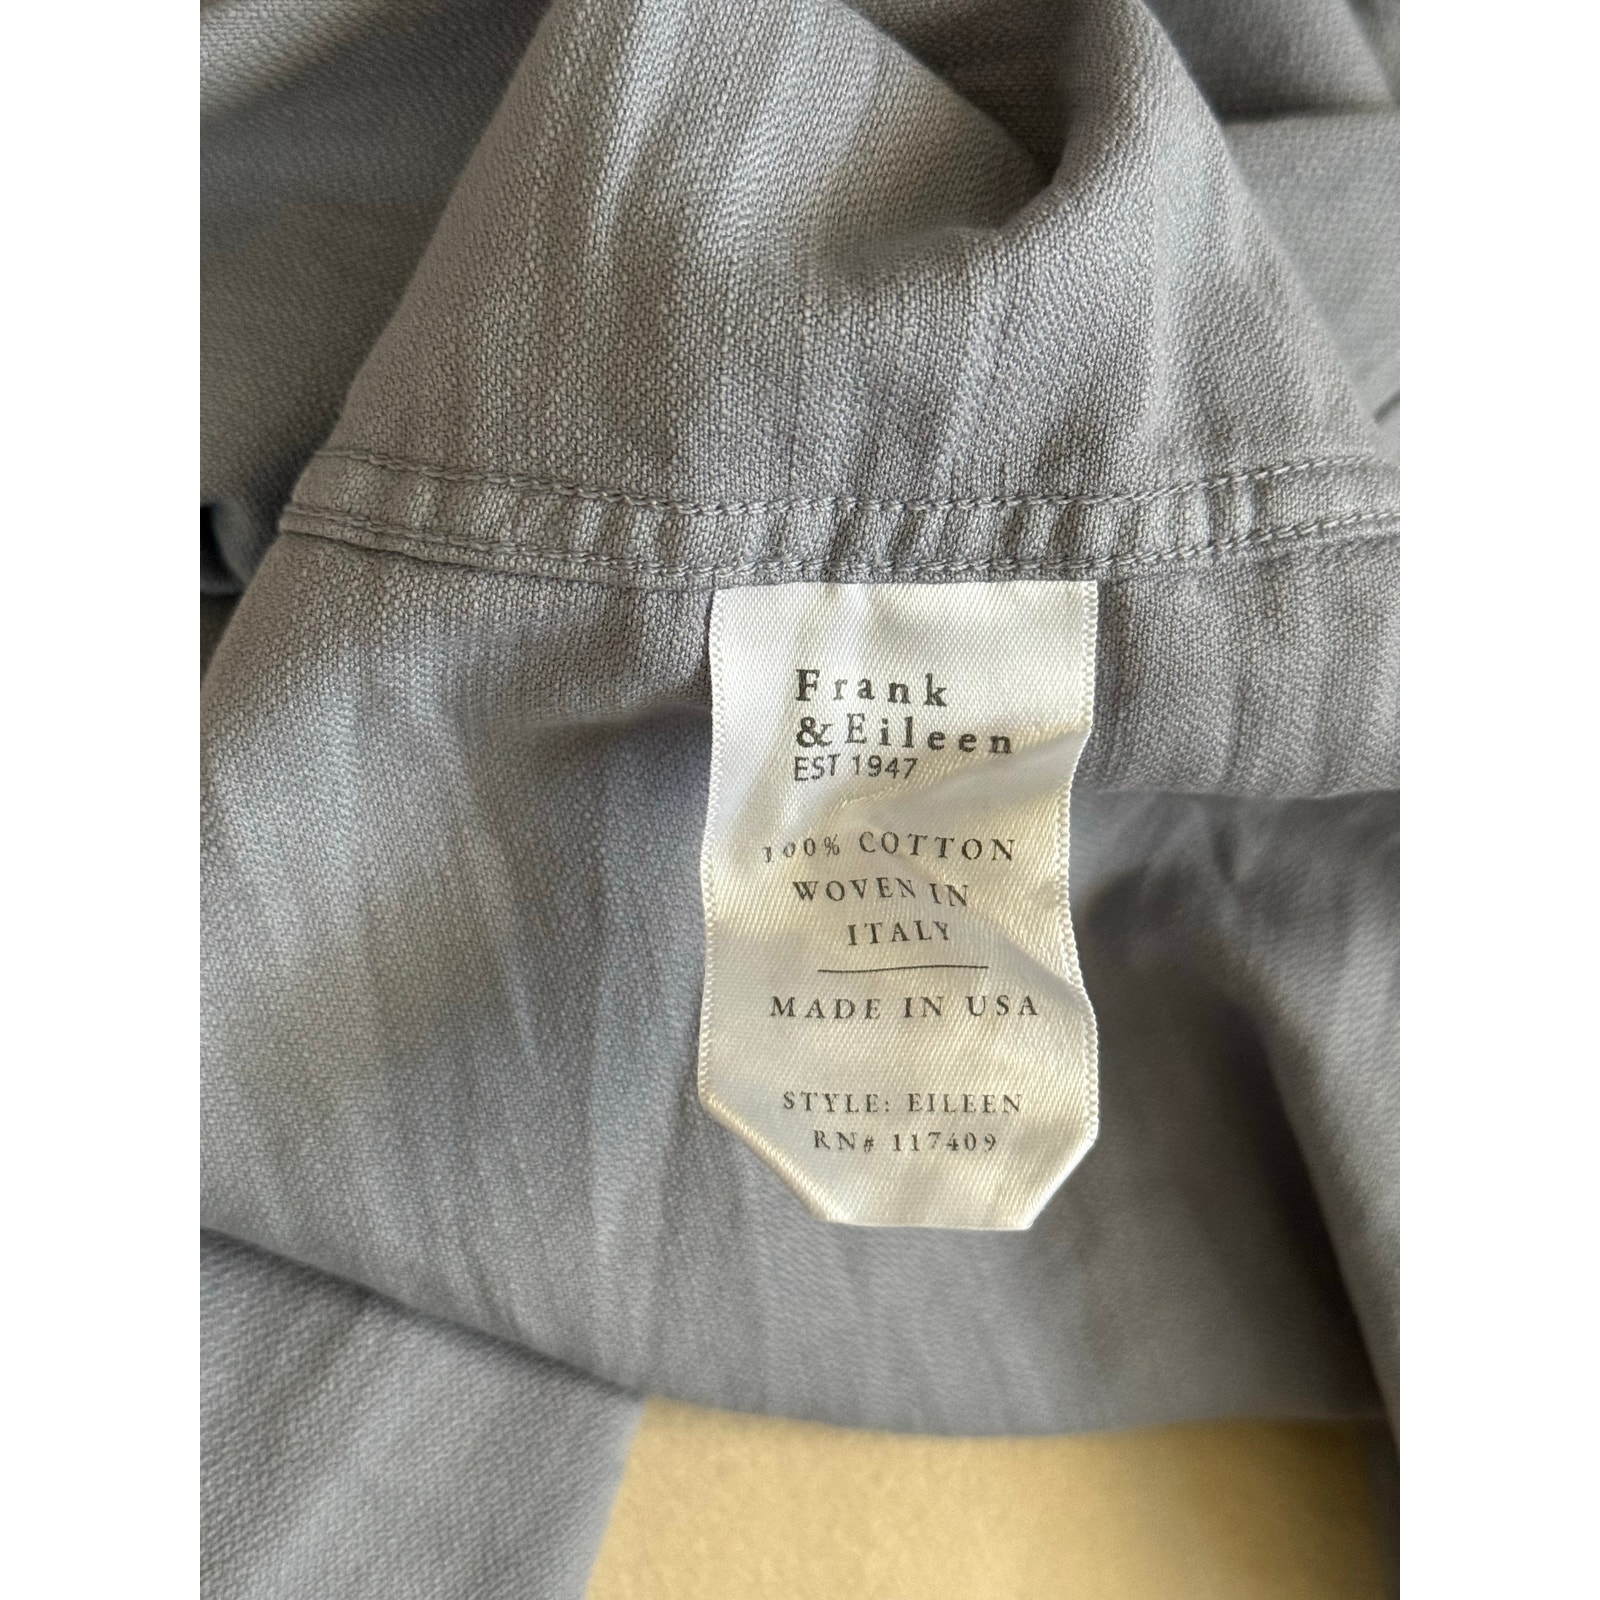 Frank
& Eileen
EST 1947
100% COTTON
WOVEN IN
ITALY
MADE IN USA
STYLE: EILEEN
RN# 117409